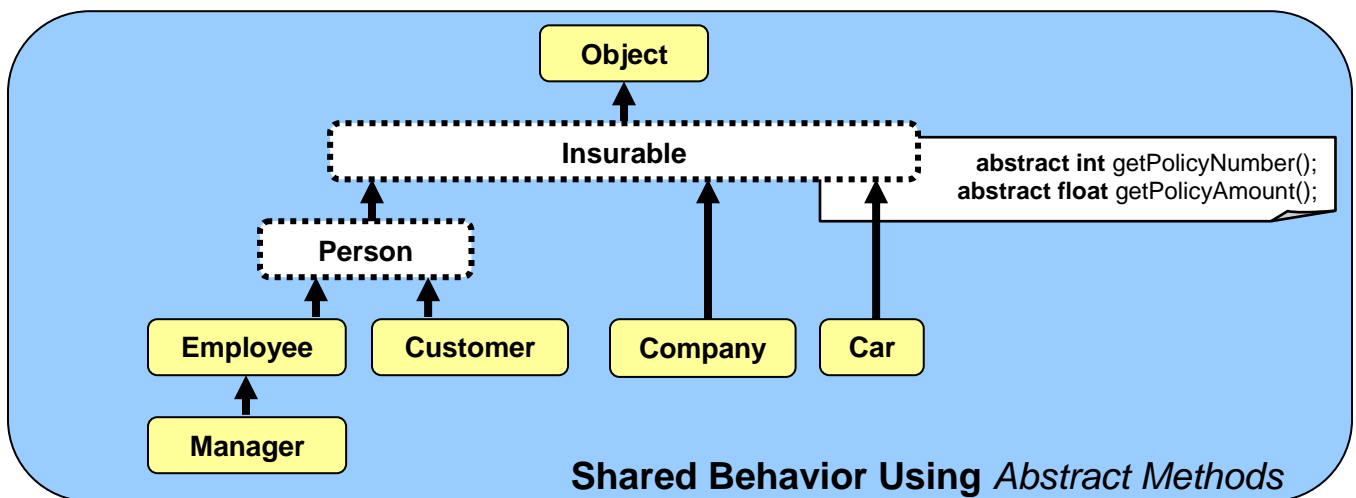 Object
Insurable
abstract int getPolicyNumber();
abstract float getPolicyAmount();
Person
Employee
Customer
Company
Car
Manager
Shared Behavior Using Abstract Methods